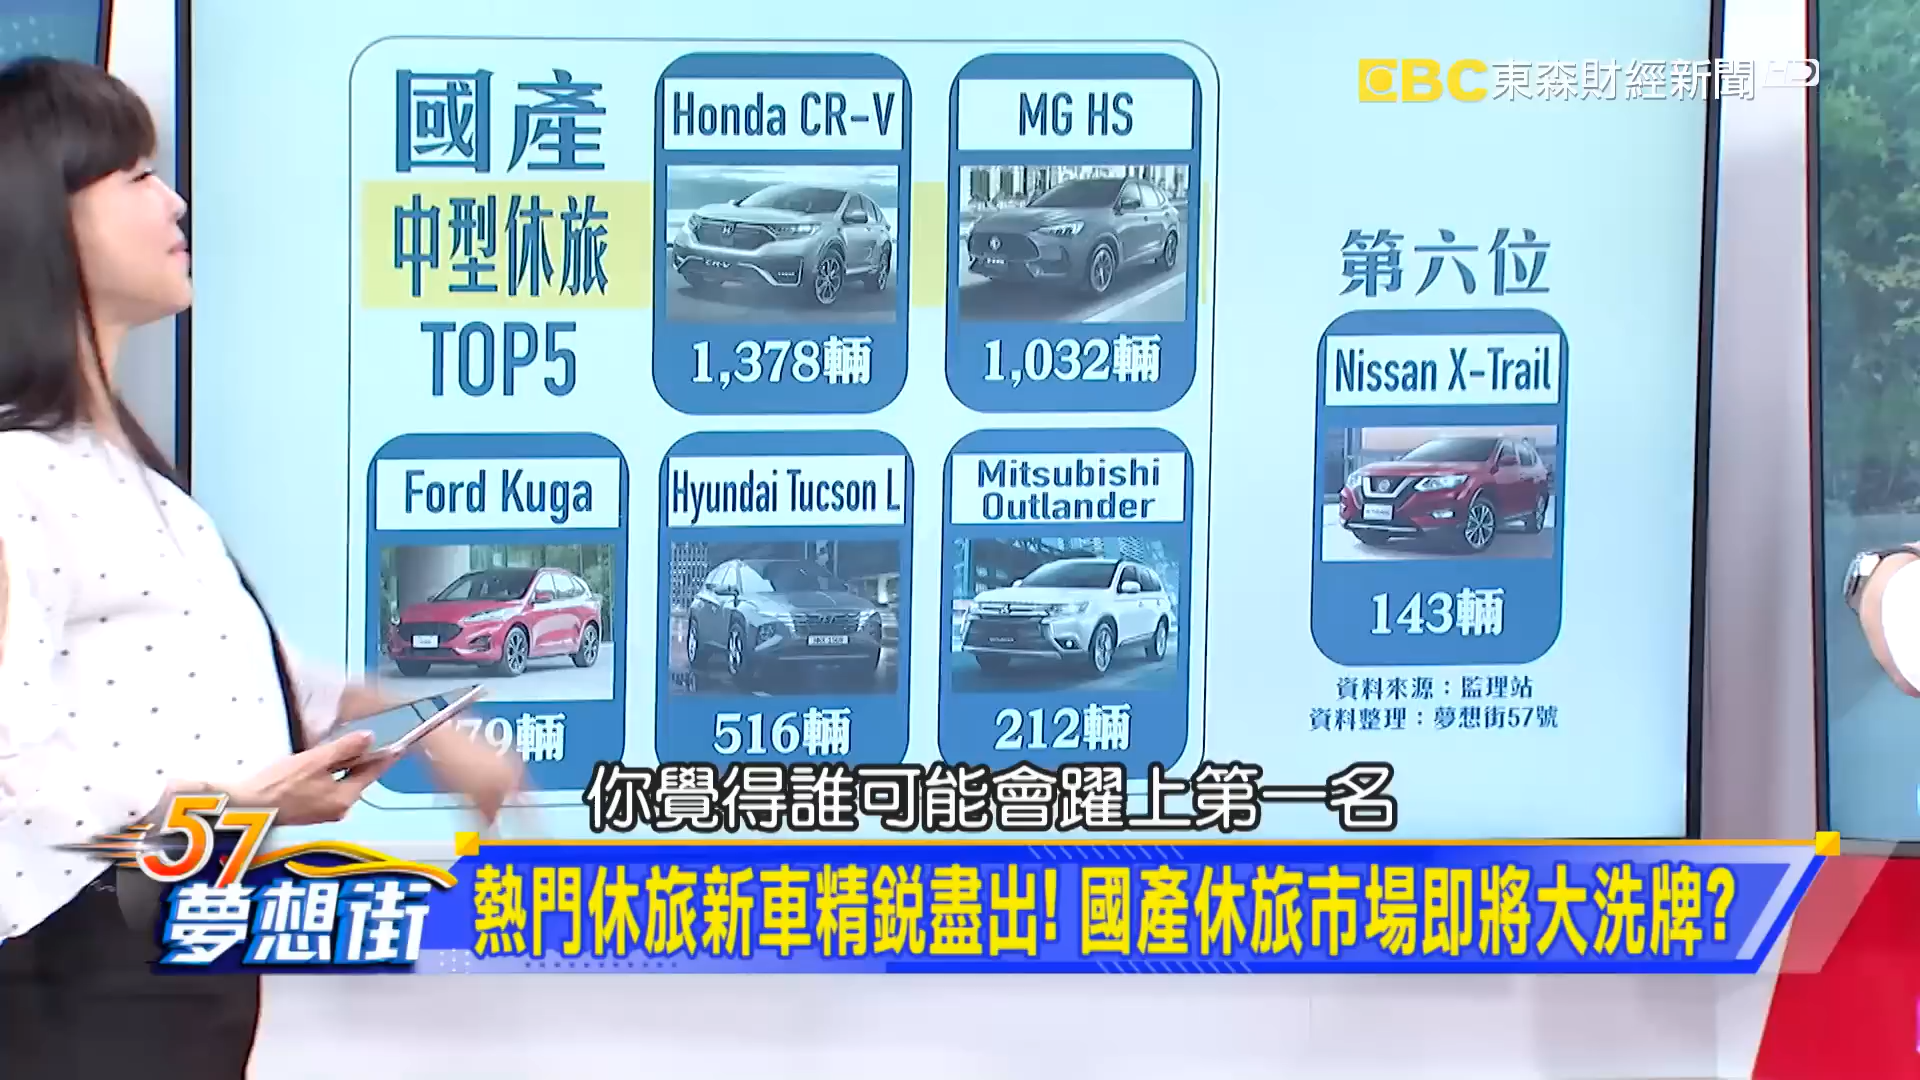 EBC東森財經新聞HD
國產
中型休旅
TOP5
Honda CR-V
1,378輛
MG HS
1,032輛
Ford Kuga
79輛
Hyundai Tucson L
516輛
Mitsubishi
Outlander
212輛
第六位
Nissan X-Trail
143輛
資料來源：監理站
資料整理：夢想街57號
你覺得誰可能會躍上第一名
57
夢想街
熱門休旅新車精銳盡出! 國產休旅市場即將大洗牌?